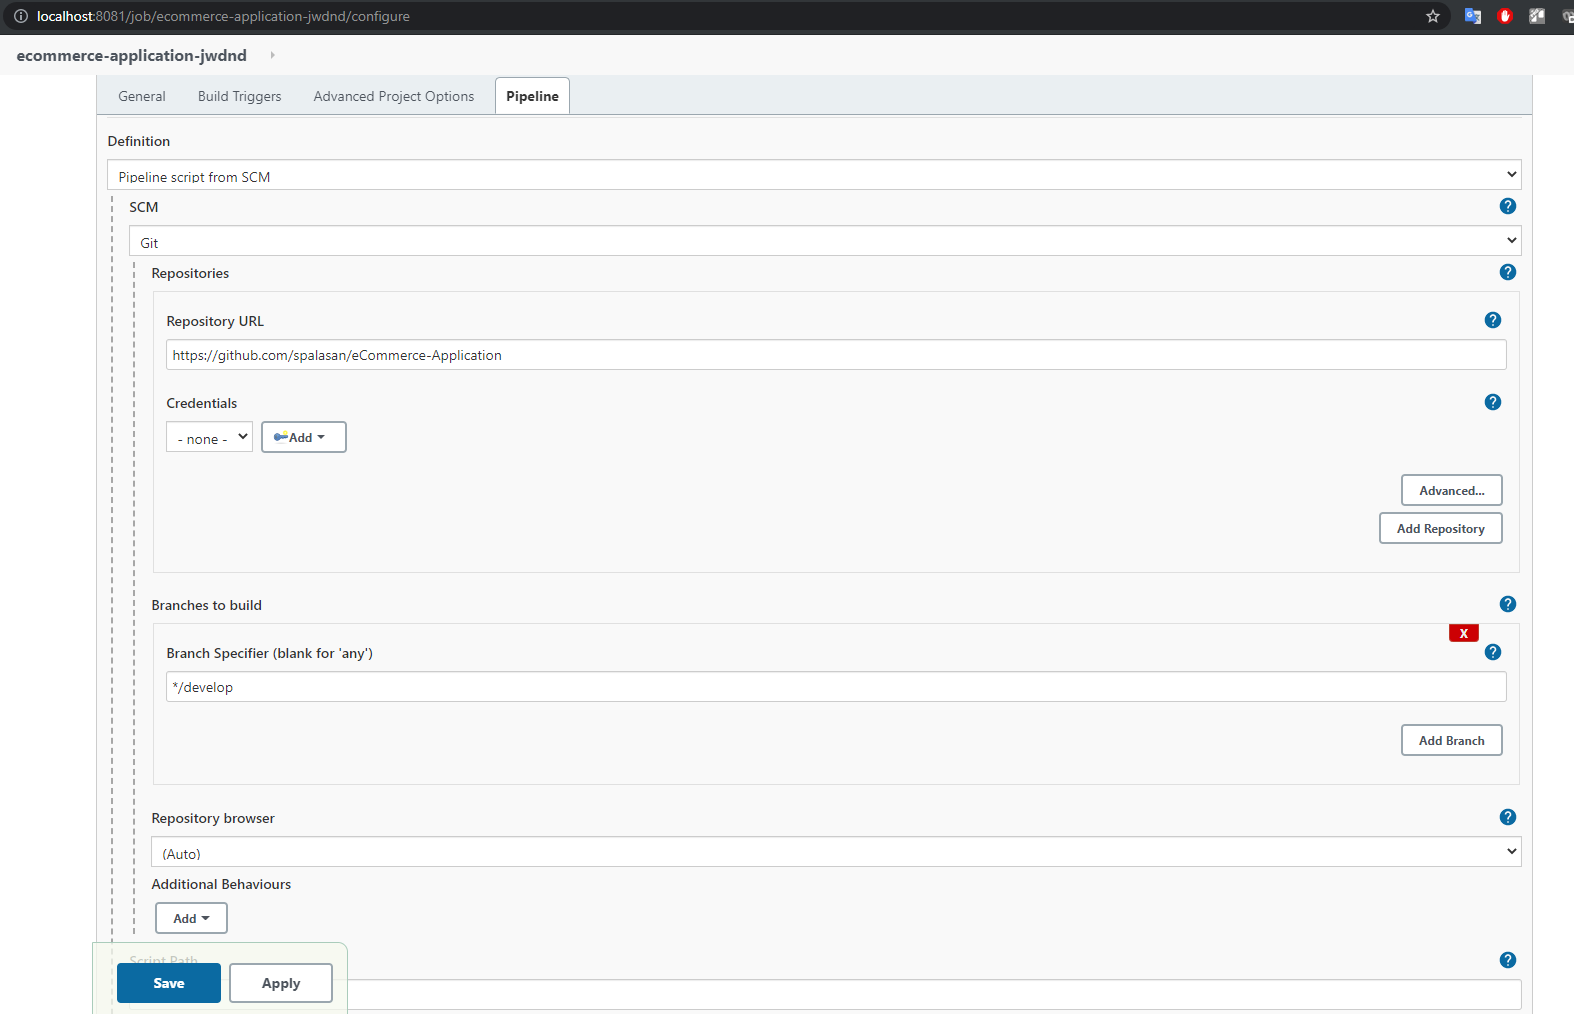 localhost:8081/job/ecommerce-application-jwdnd/configure
ecommerce-application-jwdnd
General Build Triggers Advanced Project Options Pipeline
Definition
Pipeline script from SCM
SCM
Git
Repositories
Repository URL
https://github.com/spalasan/eCommerce-Application
Credentials
- none - Add
Advanced...
Add Repository
Branches to build
X
Branch Specifier (blank for 'any')
*/develop
Add Branch
Repository browser
(Auto)
Additional Behaviours
Add
Script Path
Save Apply